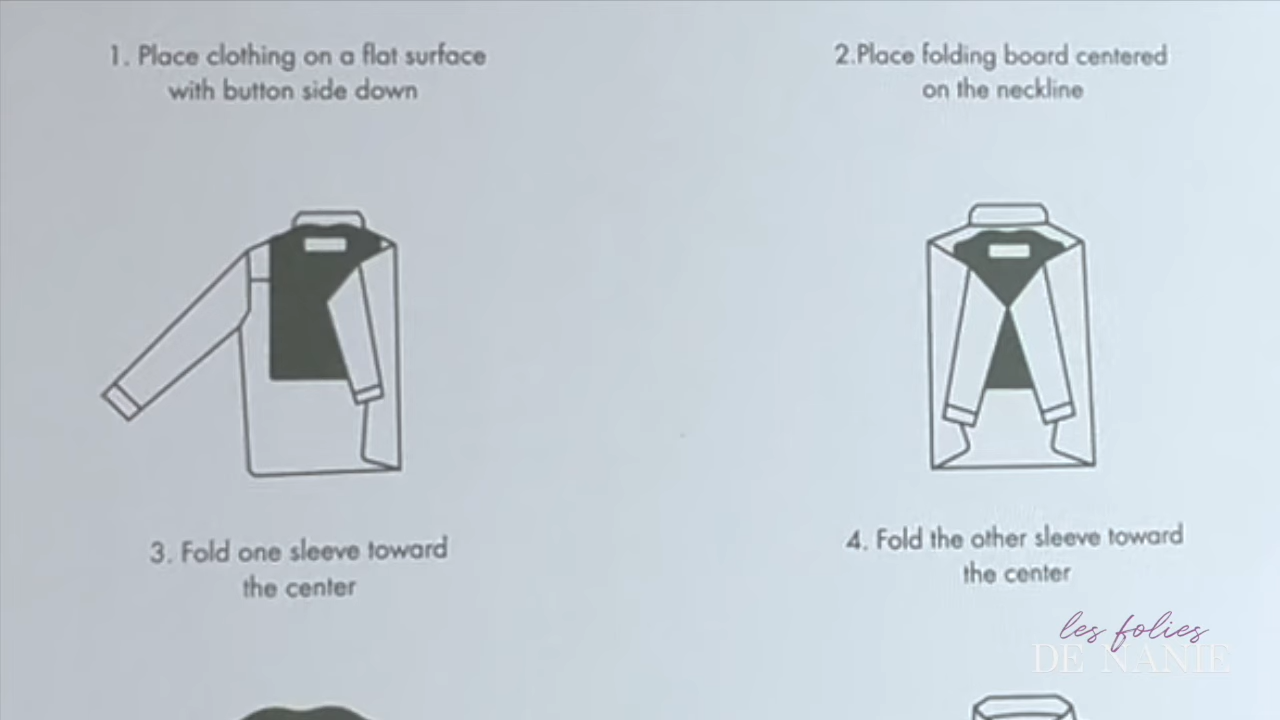 1. Place clothing on a flat surface
with button side down
2.Place folding board centered
on the neckline
3. Fold one sleeve toward
the center
4. Fold the other sleeve toward
the center
les folies
DE NANIE